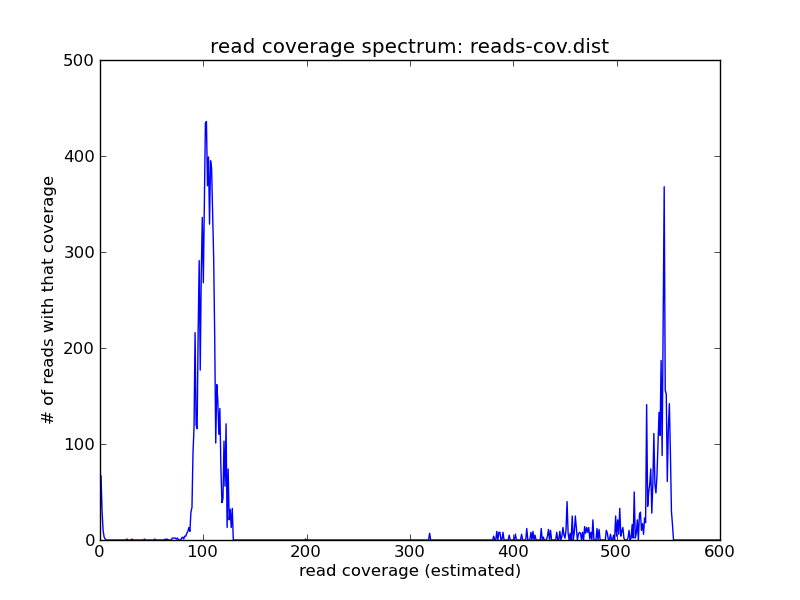 read coverage spectrum: reads-cov.dist
500
400
300
200
100
0
# of reads with that coverage
0 100 200 300 400 500 600
read coverage (estimated)